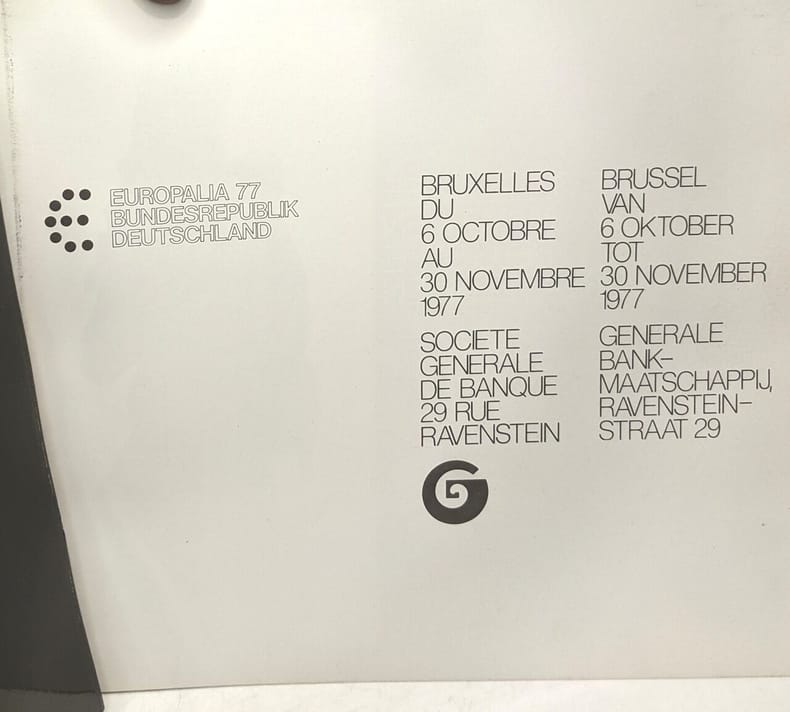 EUROPALIA 77
BUNDESREPUBLIK
DEUTSCHLAND
BRUXELLES
DU
6 OCTOBRE
AU
30 NOVEMBRE
1977
SOCIETE
GENERALE
DE BANQUE
29 RUE
RAVENSTEIN
BRUSSEL
VAN
6 OKTOBER
TOT
30 NOVEMBER
1977
GENERALE
BANK–
MAATSCHAPPIJ,
RAVENSTEIN–
STRAAT 29
G